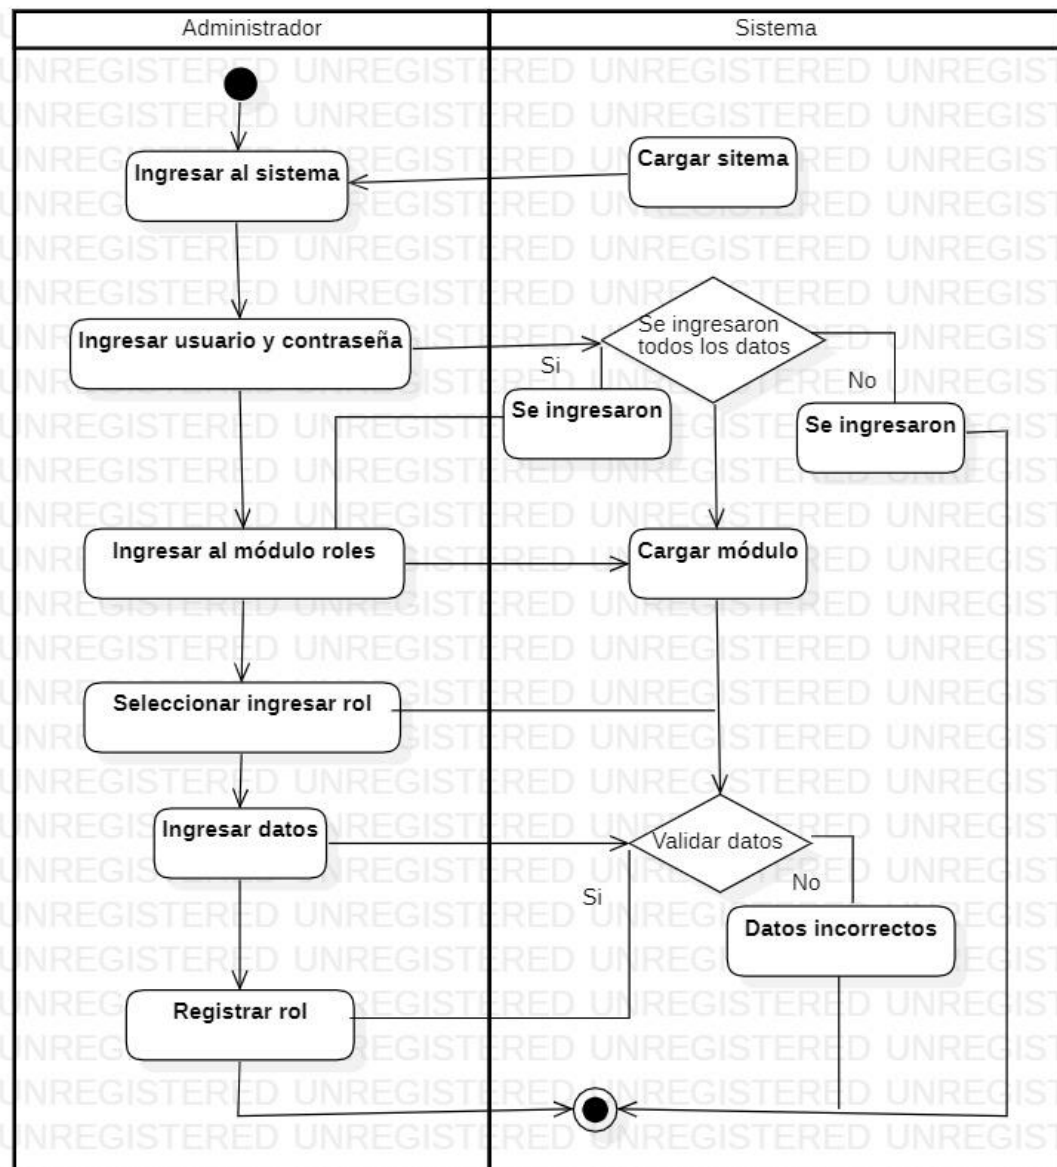 Administrador
Sistema
Ingresar al sistema
Cargar sitema
Ingresar usuario y contraseña
Se ingresaron
todos los datos
Si
No
Se ingresaron
Se ingresaron
Ingresar al módulo roles
Cargar módulo
Seleccionar ingresar rol
Ingresar datos
Validar datos
Si
No
Datos incorrectos
Registrar rol
UNREGISTERED